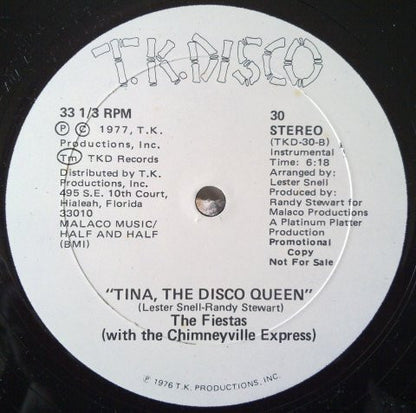 T.K. DISCO
33 1/3 RPM
Ⓟ Ⓒ 1977, T.K.
Productions, Inc.
Tm TKD Records
Distributed by T.K.
Productions, Inc.
495 S.E. 10th Court,
Hialeah, Florida
33010
MALACO MUSIC/
HALF AND HALF
(BMI)
30
STEREO
(TKD-30-B)
Instrumental
Time: 6:18
Arranged by:
Lester Snell
Produced by:
Randy Stewart for
Malaco Productions
A Platinum Platter
Production
Promotional
Copy
Not For Sale
"TINA, THE DISCO QUEEN"
(Lester Snell-Randy Stewart)
The Fiestas
(with the Chimneyville Express)
Ⓟ 1976 T.K. PRODUCTIONS, INC.